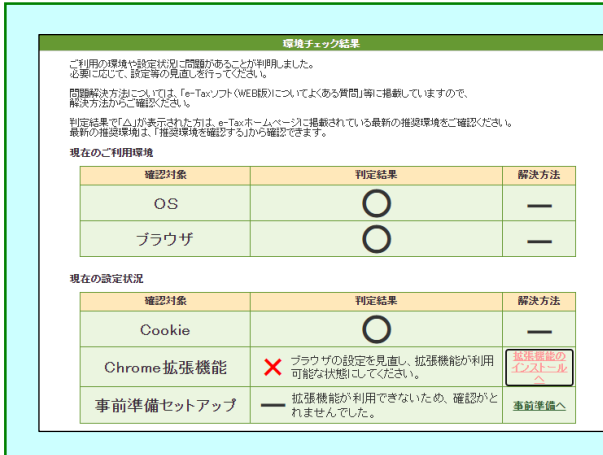 環境チェック結果
ご利用の環境や設定状況に問題があることが判明しました。
必要に応じて、設定等の見直しを行ってください。
問題解決方法については、「e-Taxソフト(WEB版)についてよくある質問」等に掲載していますので、
解決方法からご確認ください。
判定結果で「△」が表示された方は、e-Taxホームページに掲載されている最新の推奨環境をご確認ください。
最新の推奨環境は、「推奨環境を確認する」から確認できます。
現在のご利用環境
確認対象 判定結果 解決方法
OS ○ ―
ブラウザ ○ ―
現在の設定状況
確認対象 判定結果 解決方法
Cookie ○ ―
Chrome拡張機能 × ブラウザの設定を見直し、拡張機能が利用
可能な状態にしてください。
拡張機能の
インストール
へ
事前準備セットアップ ― 拡張機能が利用できないため、確認がと
れませんでした。
事前準備へ